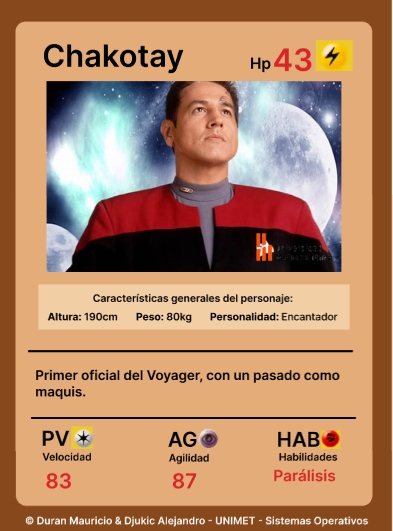 Chakotay
Hp 43
Características generales del personaje:
Altura: 190cm Peso: 80kg Personalidad: Encantador
Primer oficial del Voyager, con un pasado como
maquis.
PV AG HAB
Velocidad Agilidad Habilidades
83 87 Parálisis
© Duran Mauricio & Djukic Alejandro - UNIMET - Sistemas Operativos